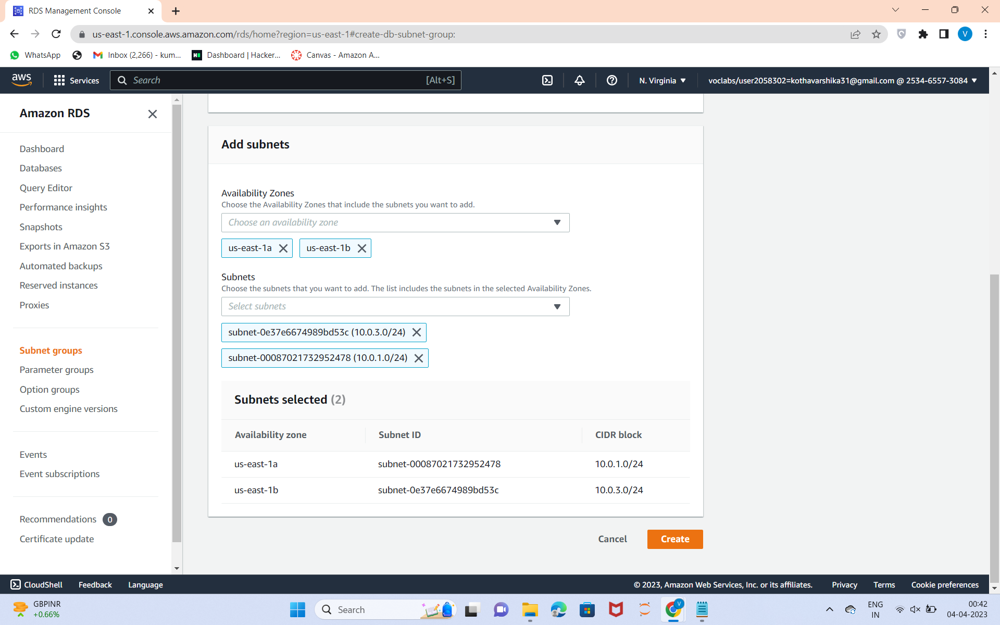 RDS Management Console
us-east-1.console.aws.amazon.com/rds/home?region=us-east-1#create-db-subnet-group:
V
WhatsApp
Inbox (2,266) - kum...
Dashboard | Hacker...
Canvas - Amazon A...
aws
Services
Search
[Alt+S]
N. Virginia
voclabs/user2058302=kothavarshika31@gmail.com @ 2534-6557-3084
Amazon RDS
Dashboard
Databases
Query Editor
Performance insights
Snapshots
Exports in Amazon S3
Automated backups
Reserved instances
Proxies
Subnet groups
Parameter groups
Option groups
Custom engine versions
Events
Event subscriptions
Recommendations 0
Certificate update
Add subnets
Availability Zones
Choose the Availability Zones that include the subnets you want to add.
Choose an availability zone
us-east-1a us-east-1b
Subnets
Choose the subnets that you want to add. The list includes the subnets in the selected Availability Zones.
Select subnets
subnet-0e37e6674989bd53c (10.0.3.0/24)
subnet-00087021732952478 (10.0.1.0/24)
Subnets selected (2)
Availability zone Subnet ID CIDR block
us-east-1a subnet-00087021732952478 10.0.1.0/24
us-east-1b subnet-0e37e6674989bd53c 10.0.3.0/24
Cancel Create
CloudShell Feedback Language
© 2023, Amazon Web Services, Inc. or its affiliates. Privacy Terms Cookie preferences
GBPINR
+0.66%
Search
V
ENG
IN
00:42
04-04-2023